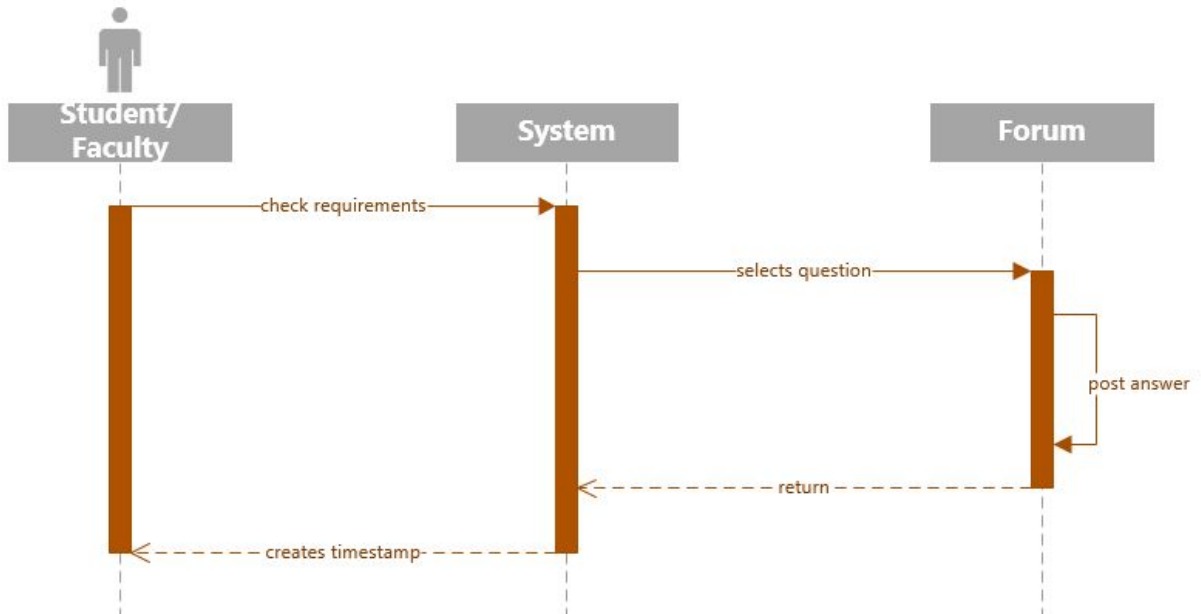 Student/
Faculty
System
Forum
check requirements
selects question
post answer
return
creates timestamp